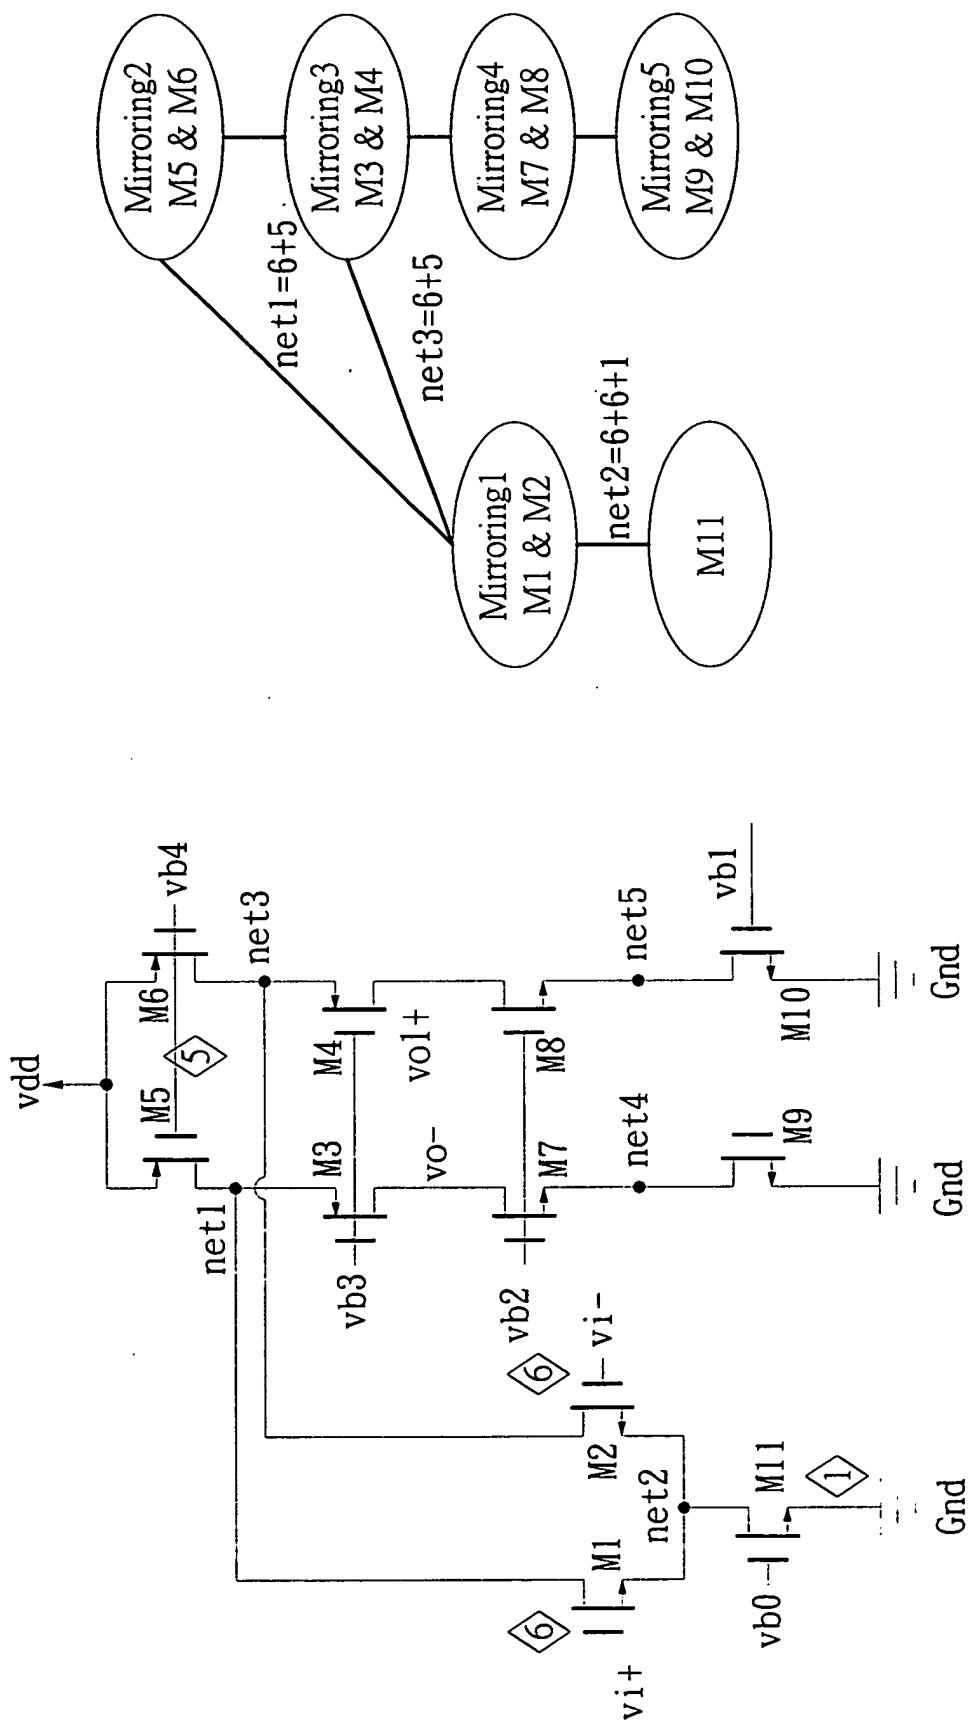 vdd
M5
M6
vb4
5
net1
net3
vb3
M3
M4
vo-
vo1+
vb2
M7
M8
net4
net5
M9
M10
vb1
Gnd
Gnd
vi+
6
M1
6
M2
vi-
net2
vb0
M11
1
Gnd
Mirroring2
M5 & M6
Mirroring3
M3 & M4
Mirroring4
M7 & M8
Mirroring5
M9 & M10
net1=6+5
net3=6+5
Mirroring1
M1 & M2
net2=6+6+1
M11